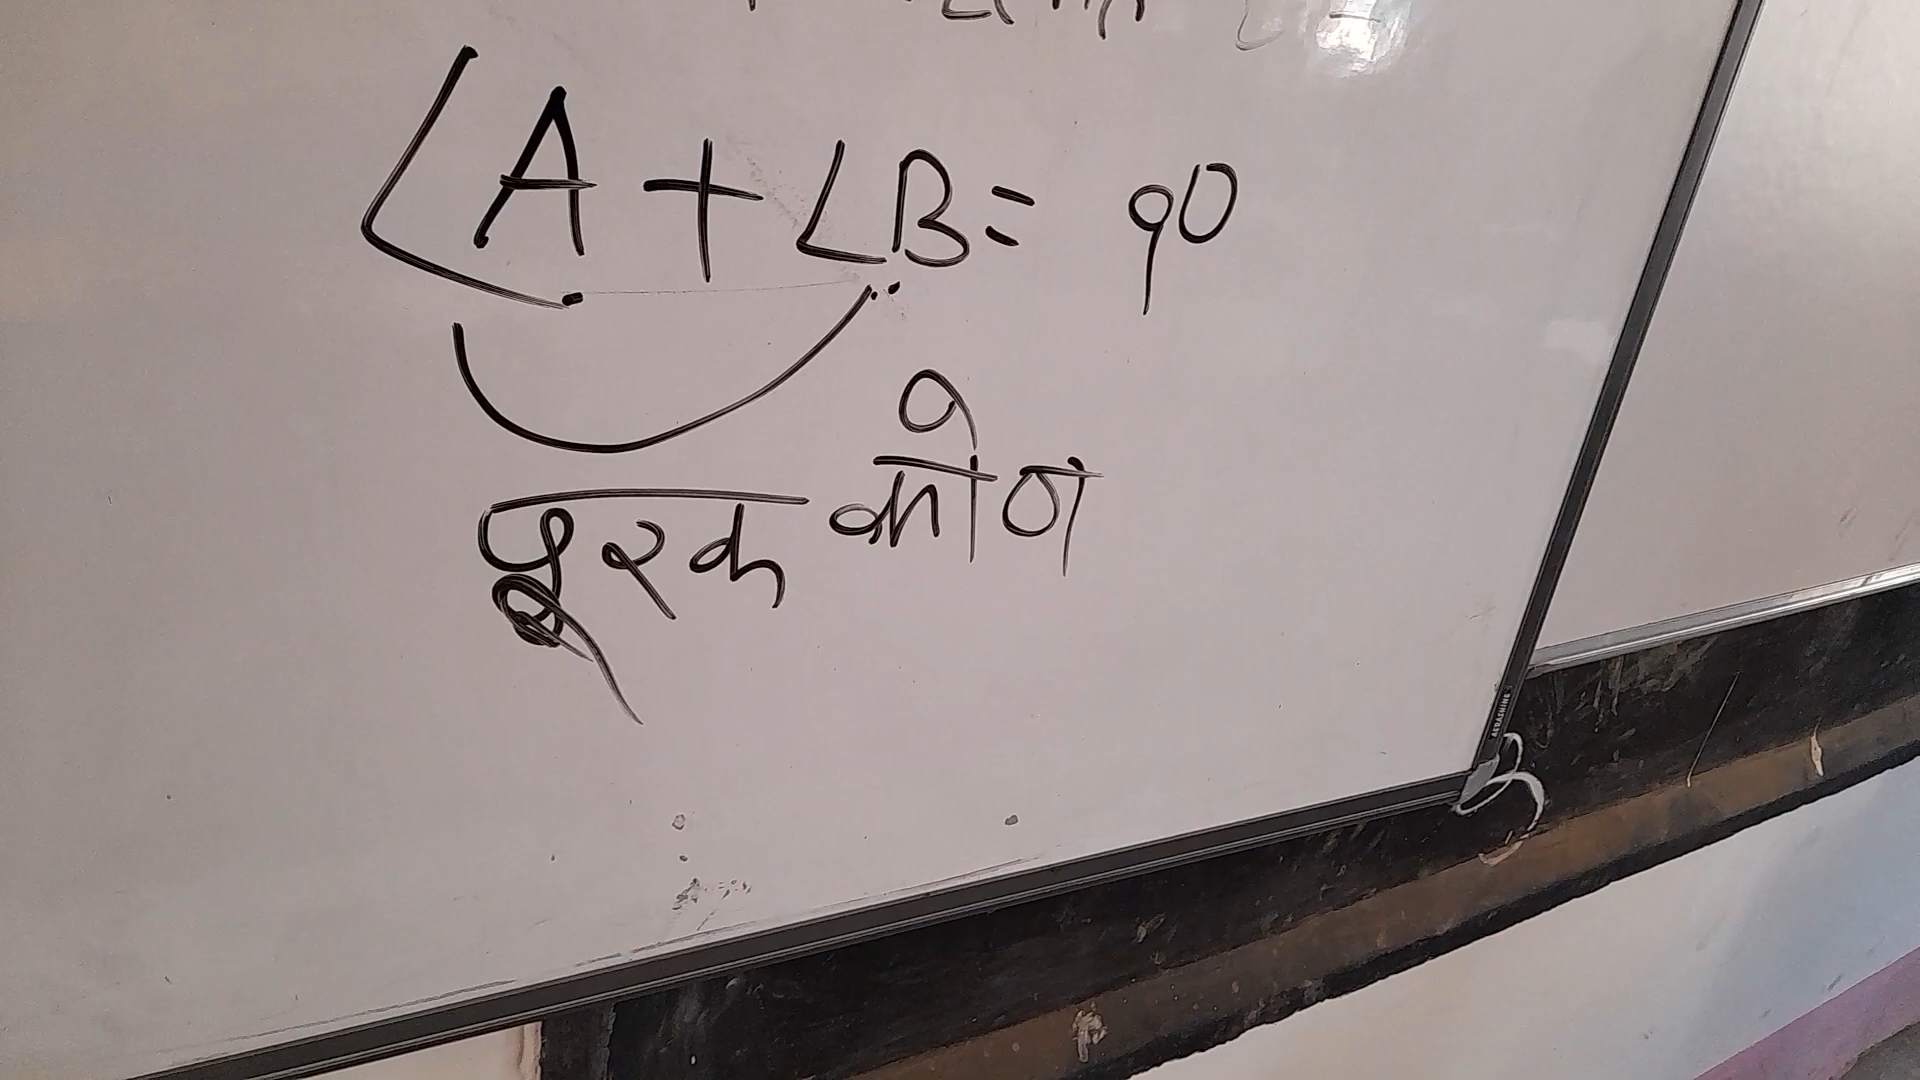 ∠A + ∠B = 90
पूरक कोण